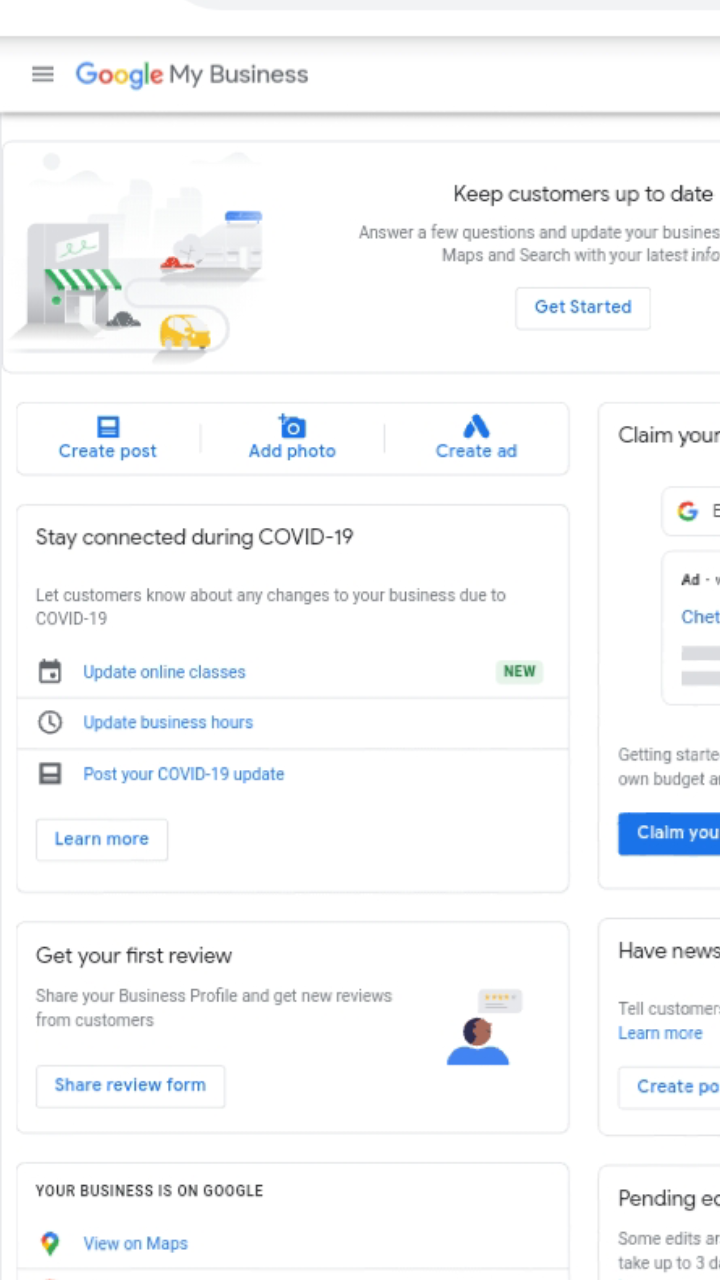 Google My Business
Keep customers up to date
Answer a few questions and update your busines
Maps and Search with your latest info
Get Started
Create post
Add photo
Create ad
Stay connected during COVID-19
Let customers know about any changes to your business due to
COVID-19
Update online classes
NEW
Update business hours
Post your COVID-19 update
Learn more
Get your first review
Share your Business Profile and get new reviews
from customers
Share review form
YOUR BUSINESS IS ON GOOGLE
View on Maps
Claim your
Ad ·
Chet
Getting starte
own budget
Claim you
Have news
Tell customers
Learn more
Create po
Pending ed
Some edits ar
take up to 3 d